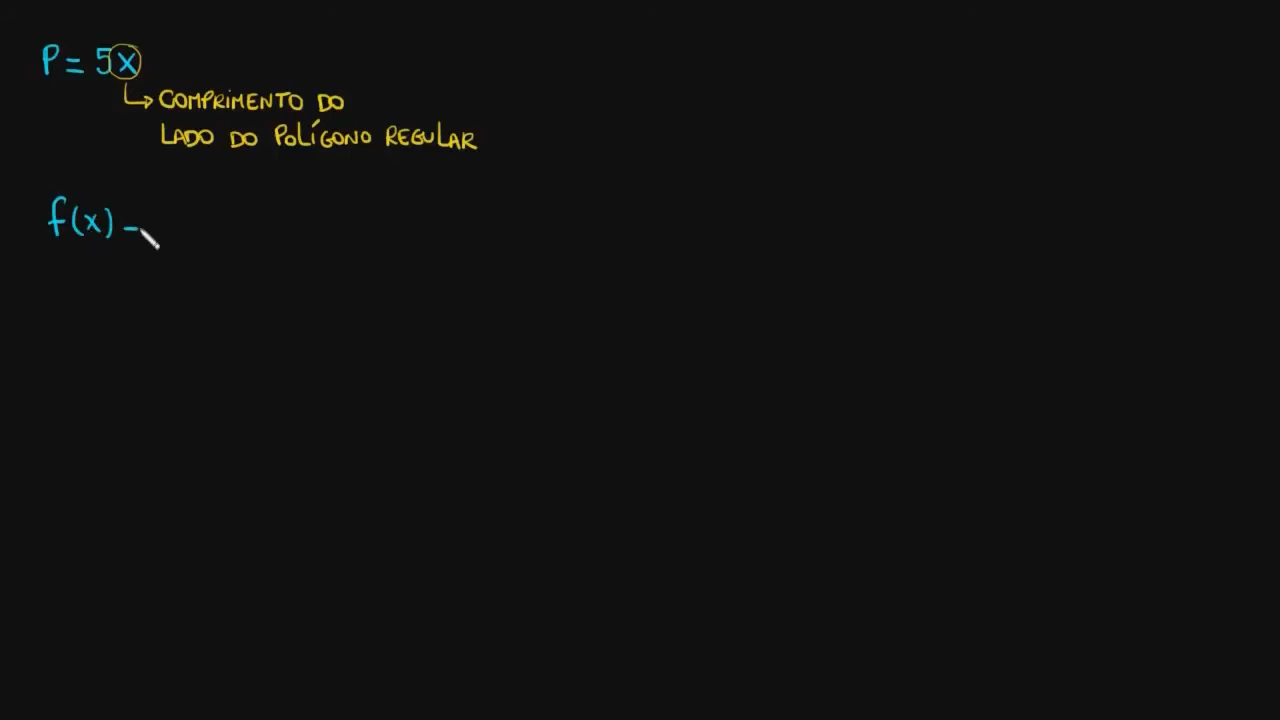 P = 5x
COMPRIMENTO DO
LADO DO POLÍGONO REGULAR
f(x) -